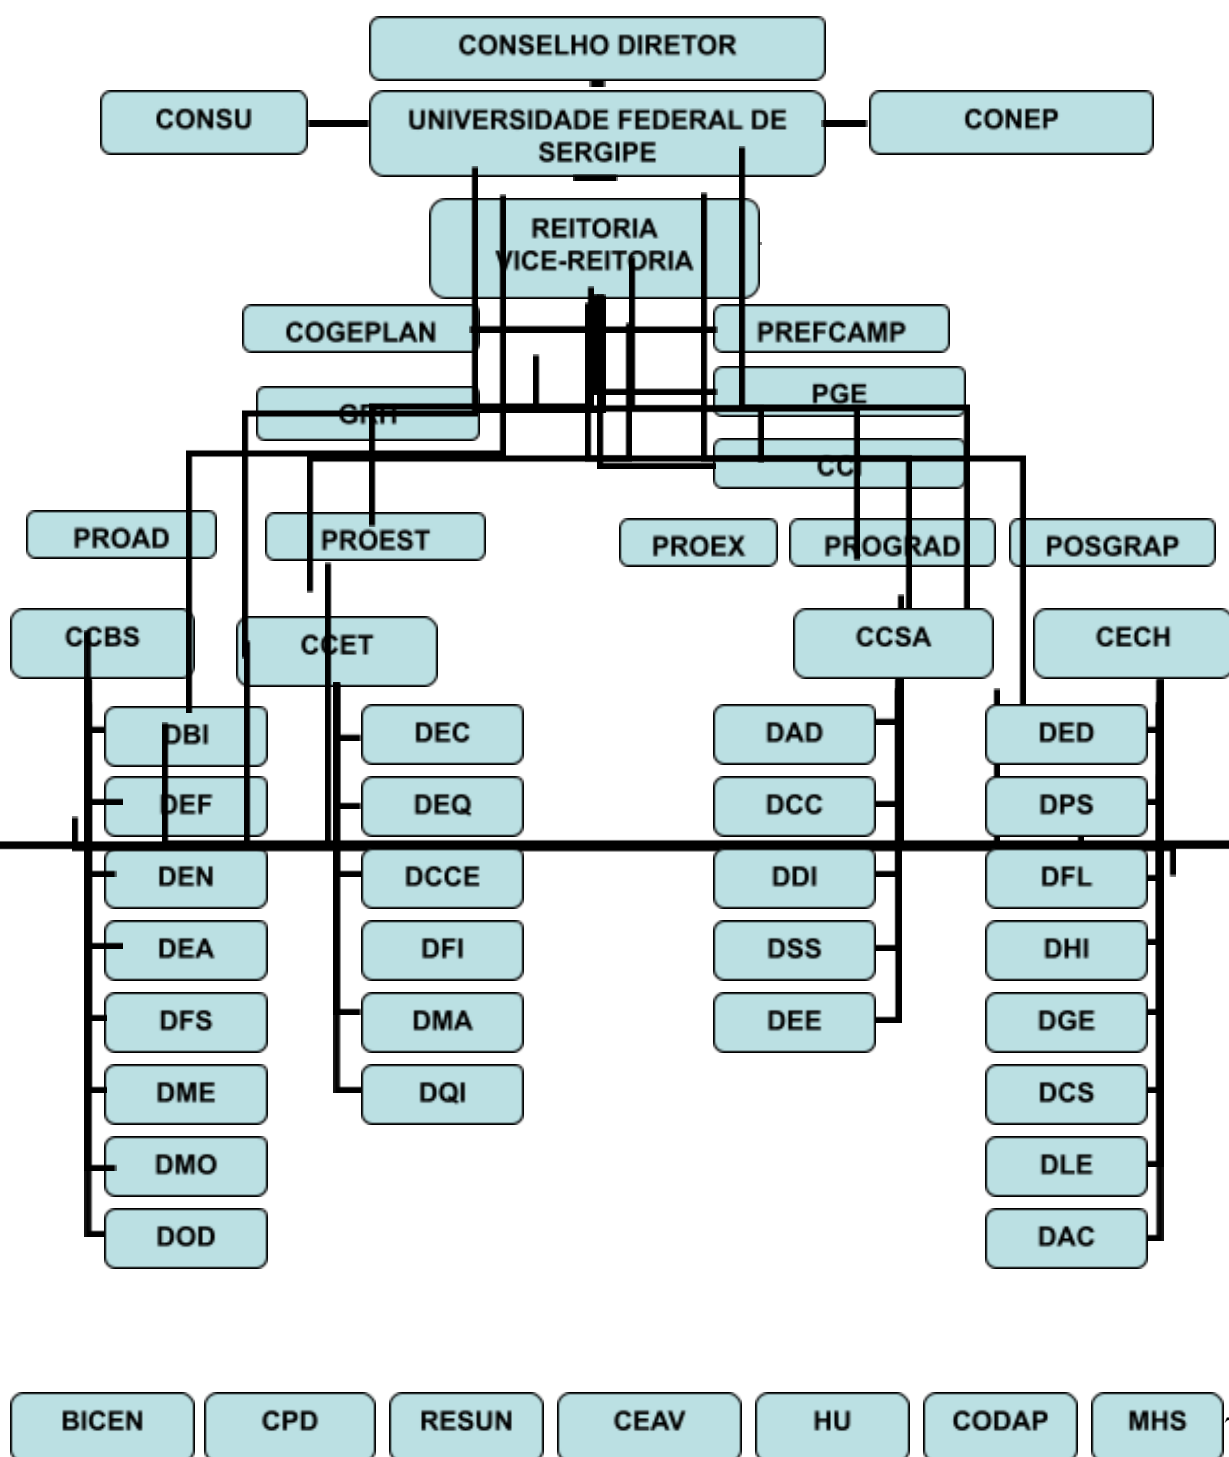 CONSELHO DIRETOR
CONSU
UNIVERSIDADE FEDERAL DE
SERGIPE
CONEP
REITORIA
VICE-REITORIA
COGEPLAN
PREFCAMP
PGE
GRH
CCI
PROAD
PROEST
PROEX
PROGRAD
POSGRAP
CCBS
CCET
CCSA
CECH
DBI
DEC
DAD
DED
DEF
DEQ
DCC
DPS
DEN
DCCE
DDI
DFL
DEA
DFI
DSS
DHI
DFS
DMA
DEE
DGE
DME
DQI
DCS
DMO
DLE
DOD
DAC
BICEN
CPD
RESUN
CEAV
HU
CODAP
MHS